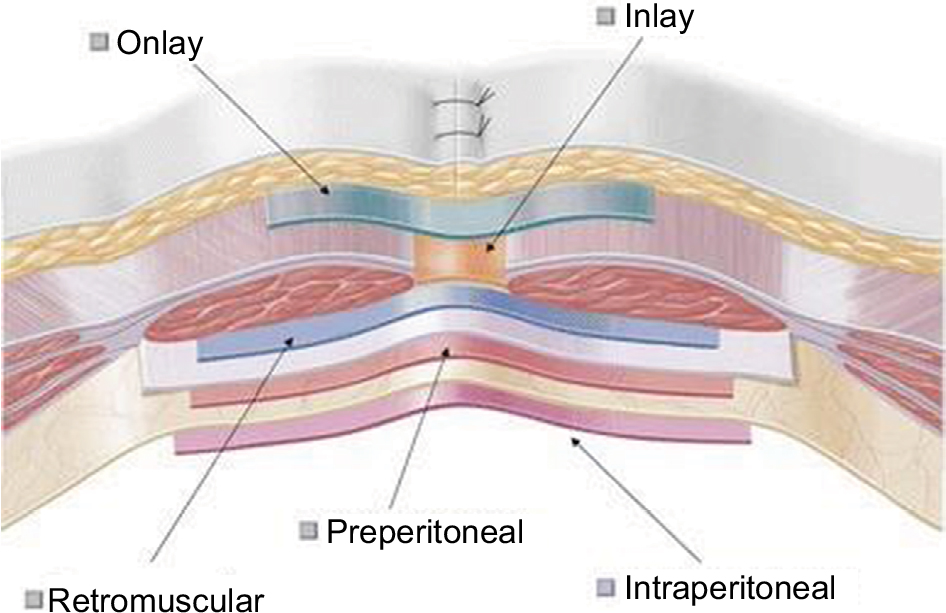 Inlay
Onlay
Preperitoneal
Intraperitoneal
Retromuscular